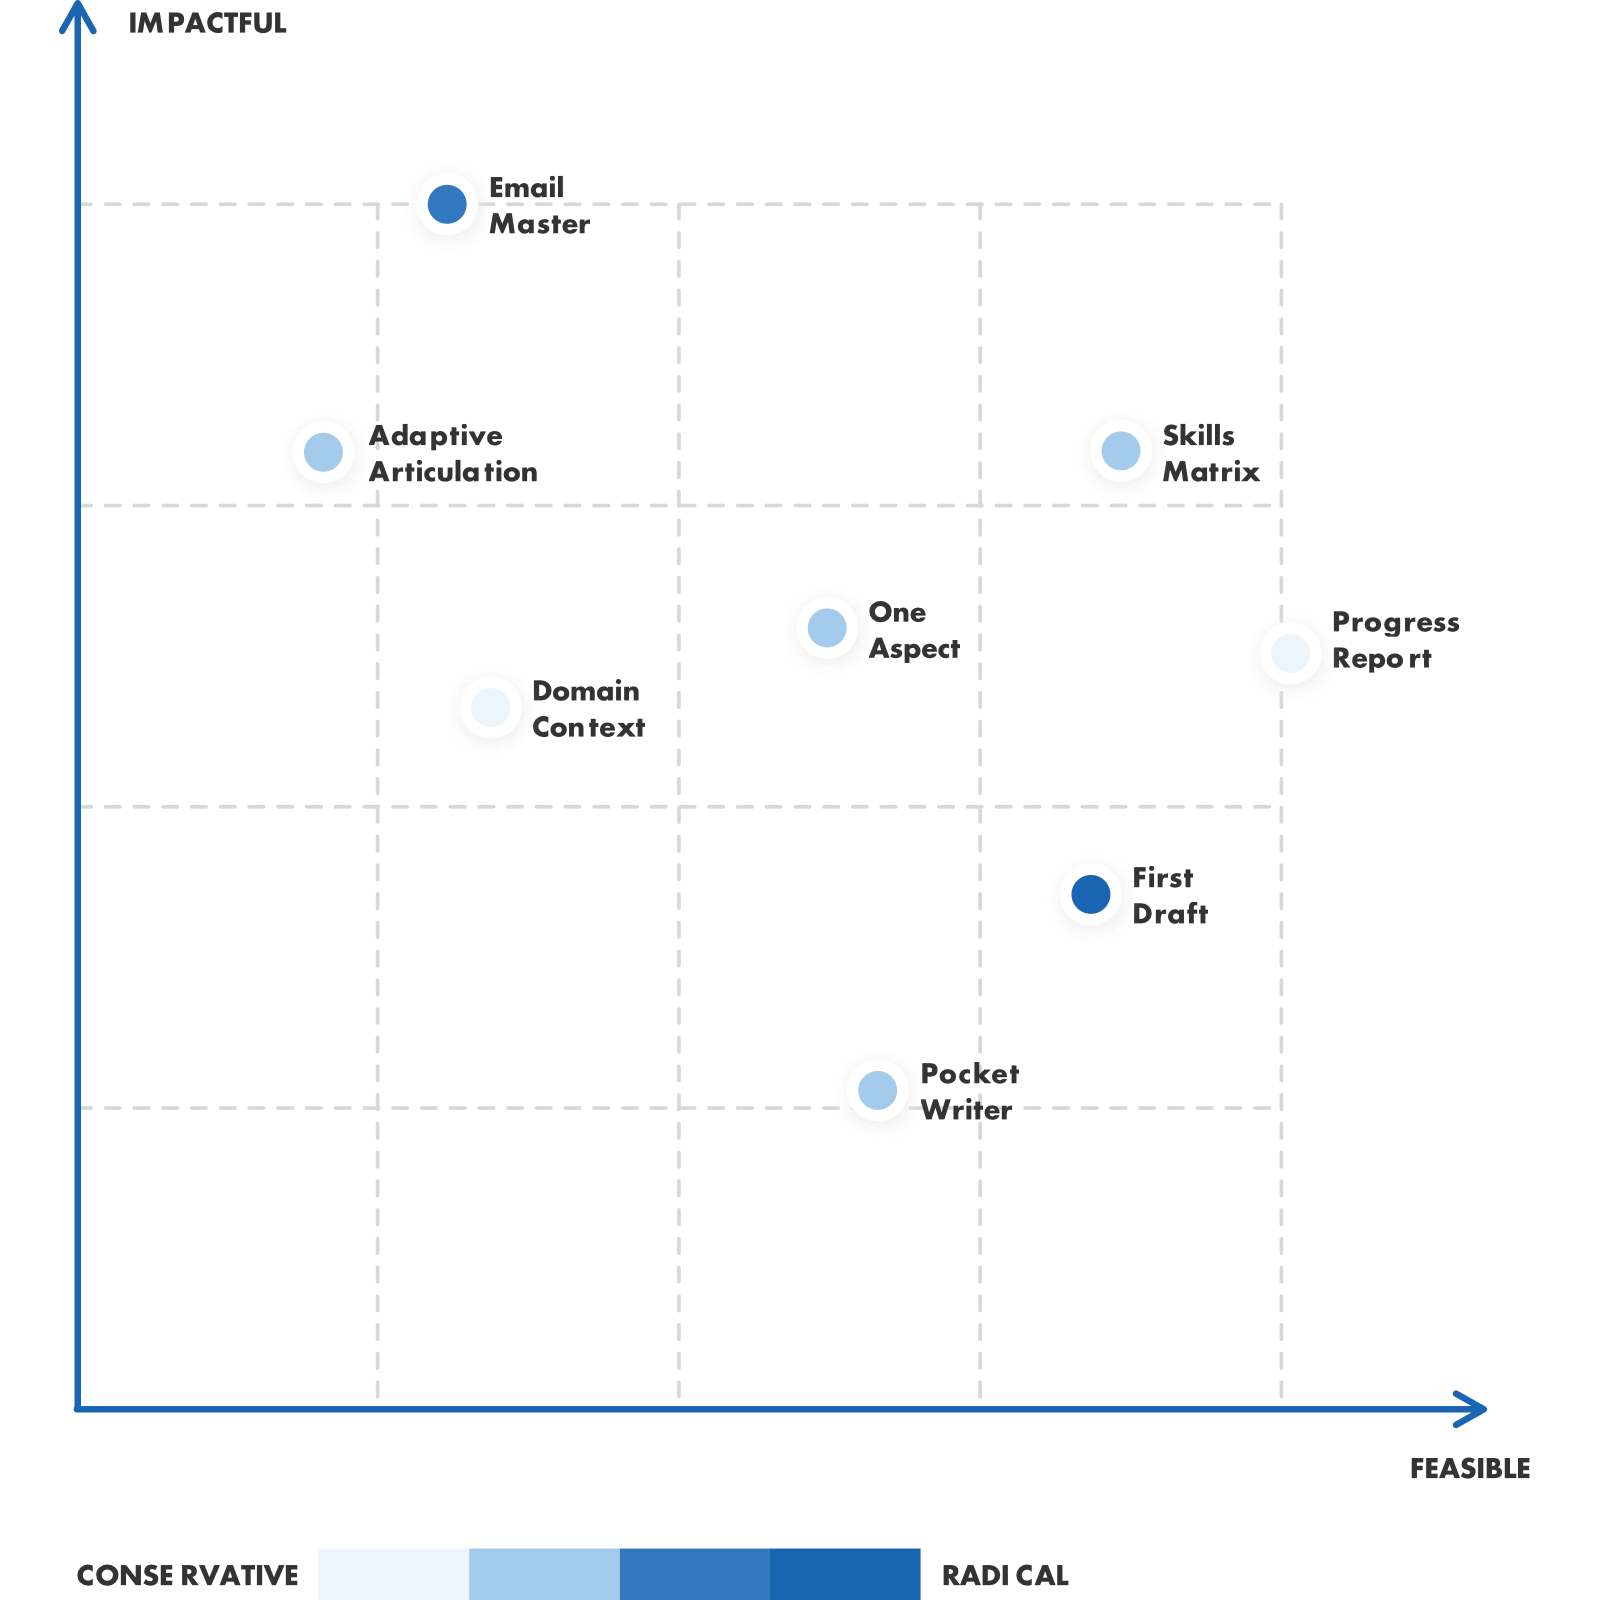 IMPACTFUL
Email
Master
Adaptive
Articulation
Skills
Matrix
One
Aspect
Progress
Report
Domain
Context
First
Draft
Pocket
Writer
FEASIBLE
CONSERVATIVE
RADICAL